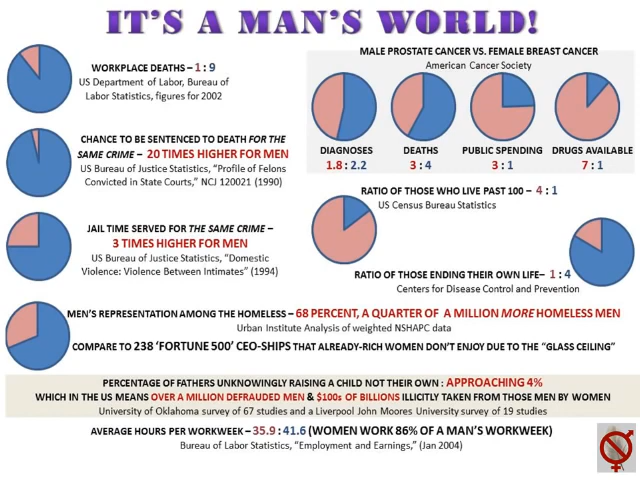 IT'S A MAN'S WORLD!
WORKPLACE DEATHS – 1 : 9
US Department of Labor, Bureau of
Labor Statistics, figures for 2002
CHANCE TO BE SENTENCED TO DEATH FOR THE
SAME CRIME – 20 TIMES HIGHER FOR MEN
US Bureau of Justice Statistics, "Profile of Felons
Convicted in State Courts," NCJ 120021 (1990)
JAIL TIME SERVED FOR THE SAME CRIME –
3 TIMES HIGHER FOR MEN
US Bureau of Justice Statistics, "Domestic
Violence: Violence Between Intimates" (1994)
MALE PROSTATE CANCER VS. FEMALE BREAST CANCER
American Cancer Society
DIAGNOSES DEATHS PUBLIC SPENDING DRUGS AVAILABLE
1.8 : 2.2 3 : 4 3 : 1 7 : 1
RATIO OF THOSE WHO LIVE PAST 100 – 4 : 1
US Census Bureau Statistics
RATIO OF THOSE ENDING THEIR OWN LIFE– 1 : 4
Centers for Disease Control and Prevention
MEN'S REPRESENTATION AMONG THE HOMELESS – 68 PERCENT, A QUARTER OF A MILLION MORE HOMELESS MEN
Urban Institute Analysis of weighted NSHAPC data
COMPARE TO 238 'FORTUNE 500' CEO-SHIPS THAT ALREADY-RICH WOMEN DON'T ENJOY DUE TO THE "GLASS CEILING"
PERCENTAGE OF FATHERS UNKNOWINGLY RAISING A CHILD NOT THEIR OWN : APPROACHING 4%
WHICH IN THE US MEANS OVER A MILLION DEFRAUDED MEN & $100s OF BILLIONS ILLICITLY TAKEN FROM THOSE MEN BY WOMEN
University of Oklahoma survey of 67 studies and a Liverpool John Moores University survey of 19 studies
AVERAGE HOURS PER WORKWEEK – 35.9 : 41.6 (WOMEN WORK 86% OF A MAN'S WORKWEEK)
Bureau of Labor Statistics, "Employment and Earnings," (Jan 2004)